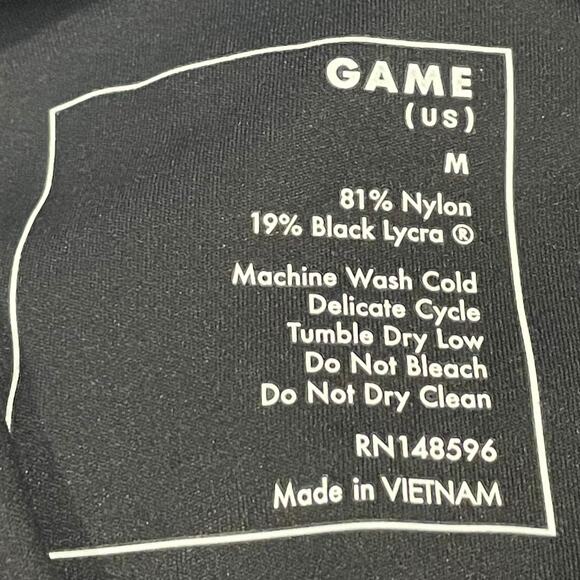 GAME
(US)
M
81% Nylon
19% Black Lycra ®
Machine Wash Cold
Delicate Cycle
Tumble Dry Low
Do Not Bleach
Do Not Dry Clean
RN148596
Made in VIETNAM